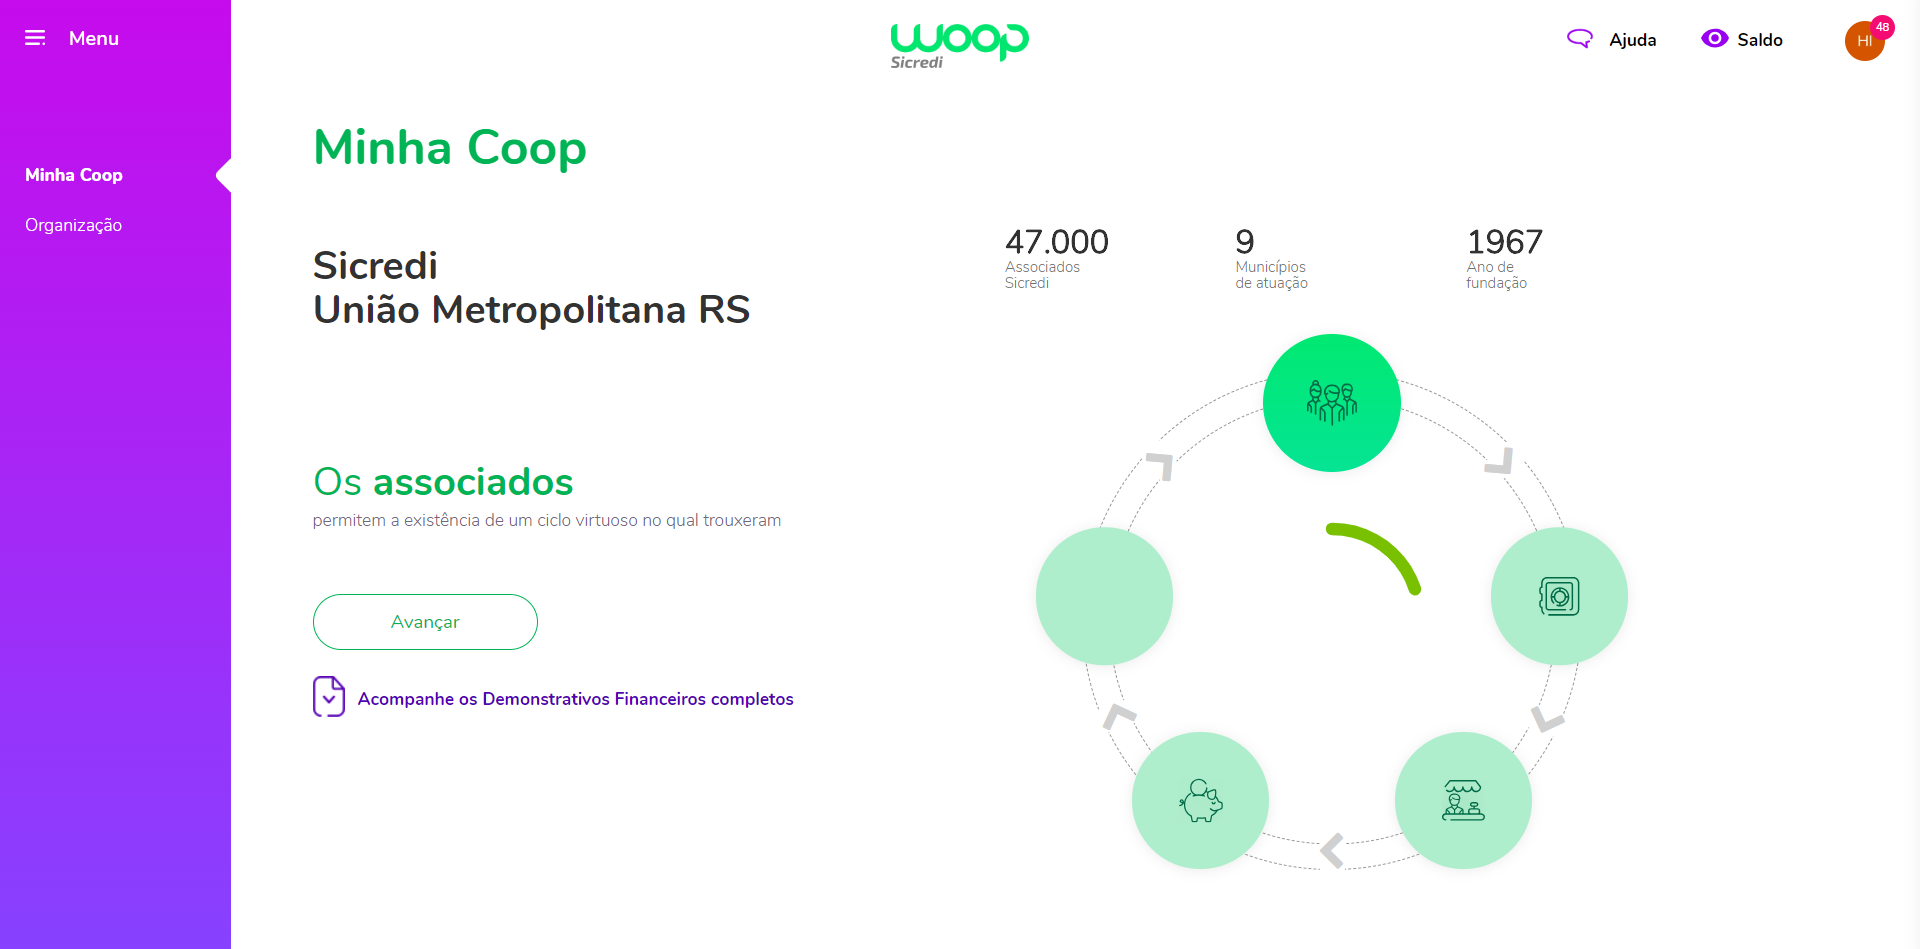 Menu
woop
Sicredi
Ajuda
Saldo
HI
48
Minha Coop
Organização
Minha Coop
Sicredi
União Metropolitana RS
47.000
Associados
Sicredi
9
Municípios
de atuação
1967
Ano de
fundação
Os associados
permitem a existência de um ciclo virtuoso no qual trouxeram
Avançar
Acompanhe os Demonstrativos Financeiros completos